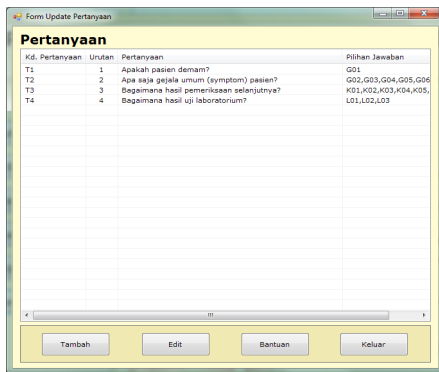 Form Update Pertanyaan
Pertanyaan
Kd. Pertanyaan Urutan Pertanyaan Pilihan Jawaban
T1 1 Apakah pasien demam? G01
T2 2 Apa saja gejala umum (symptom) pasien? G02,G03,G04,G05,G06
T3 3 Bagaimana hasil pemeriksaan selanjutnya? K01,K02,K03,K04,K05,
T4 4 Bagaimana hasil uji laboratorium? L01,L02,L03
Tambah Edit Bantuan Keluar